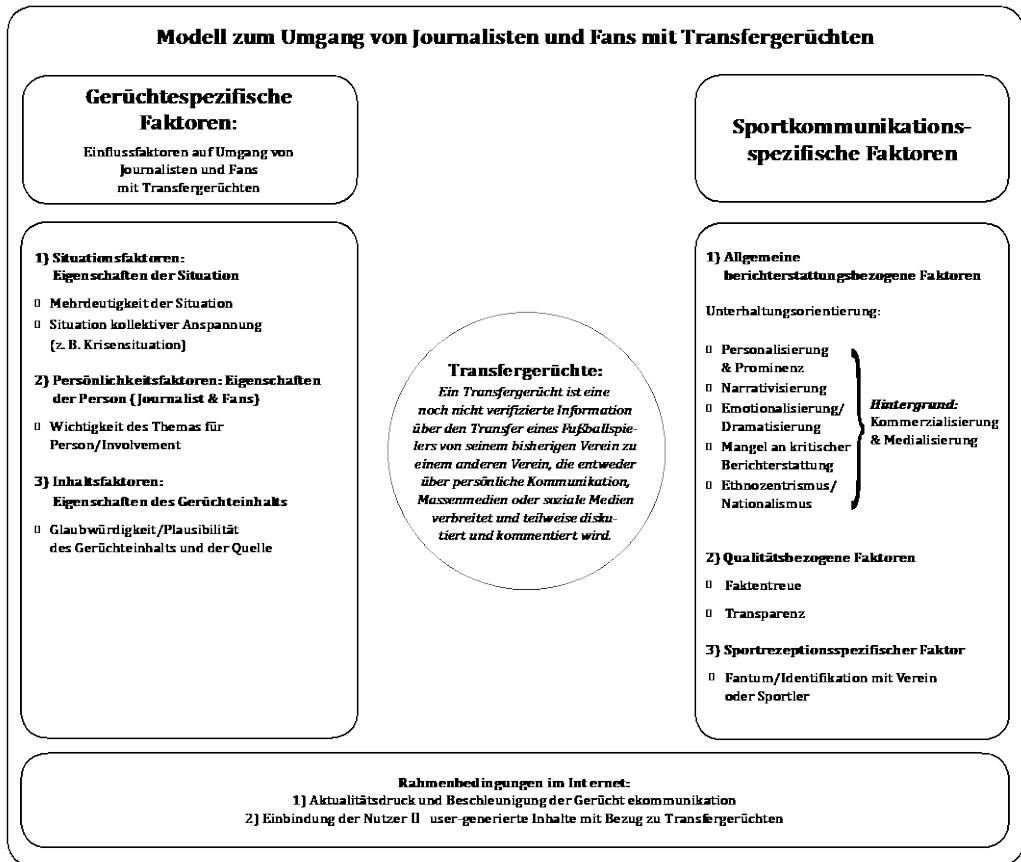 Modell zum Umgang von Journalisten und Fans mit Transfergerüchten
Gerüchtespezifische
Faktoren:
Einflussfaktoren auf Umgang von
Journalisten und Fans
mit Transfergerüchten
1) Situationsfaktoren:
Eigenschaften der Situation
▯ Mehrdeutigkeit der Situation
▯ Situation kollektiver Anspannung
(z. B. Krisensituation)
2) Persönlichkeitsfaktoren: Eigenschaften
der Person (Journalist & Fans)
▯ Wichtigkeit des Themas für
Person/Involvement
3) Inhaltsfaktoren:
Eigenschaften des Gerüchteinhalts
▯ Glaubwürdigkeit/Plausibilität
des Gerüchteinhalts und der Quelle
Transfergerüchte:
Ein Transfergerücht ist eine
noch nicht verifizierte Information
über den Transfer eines Fußballspie-
lers von seinem bisherigen Verein zu
einem anderen Verein, die entweder
über persönliche Kommunikation,
Massenmedien oder soziale Medien
verbreitet und teilweise disku-
tiert und kommentiert wird.
Sportkommunikations-
spezifische Faktoren
1) Allgemeine
berichterstattungsbezogene Faktoren
Unterhaltungsorientierung:
▯ Personalisierung
& Prominenz
▯ Narrativisierung
▯ Emotionalisierung/
Dramatisierung
▯ Mangel an kritischer
Berichterstattung
▯ Ethnozentrismus/
Nationalismus
Hintergrund:
Kommerzialisierung
& Medialisierung
2) Qualitätsbezogene Faktoren
▯ Faktentreue
▯ Transparenz
3) Sportrezeptionsspezifischer Faktor
▯ Fantum/Identifikation mit Verein
oder Sportler
Rahmenbedingungen im Internet:
1) Aktualitätsdruck und Beschleunigung der Gerücht ekommunikation
2) Einbindung der Nutzer ▯ user-generierte Inhalte mit Bezug zu Transfergerüchten